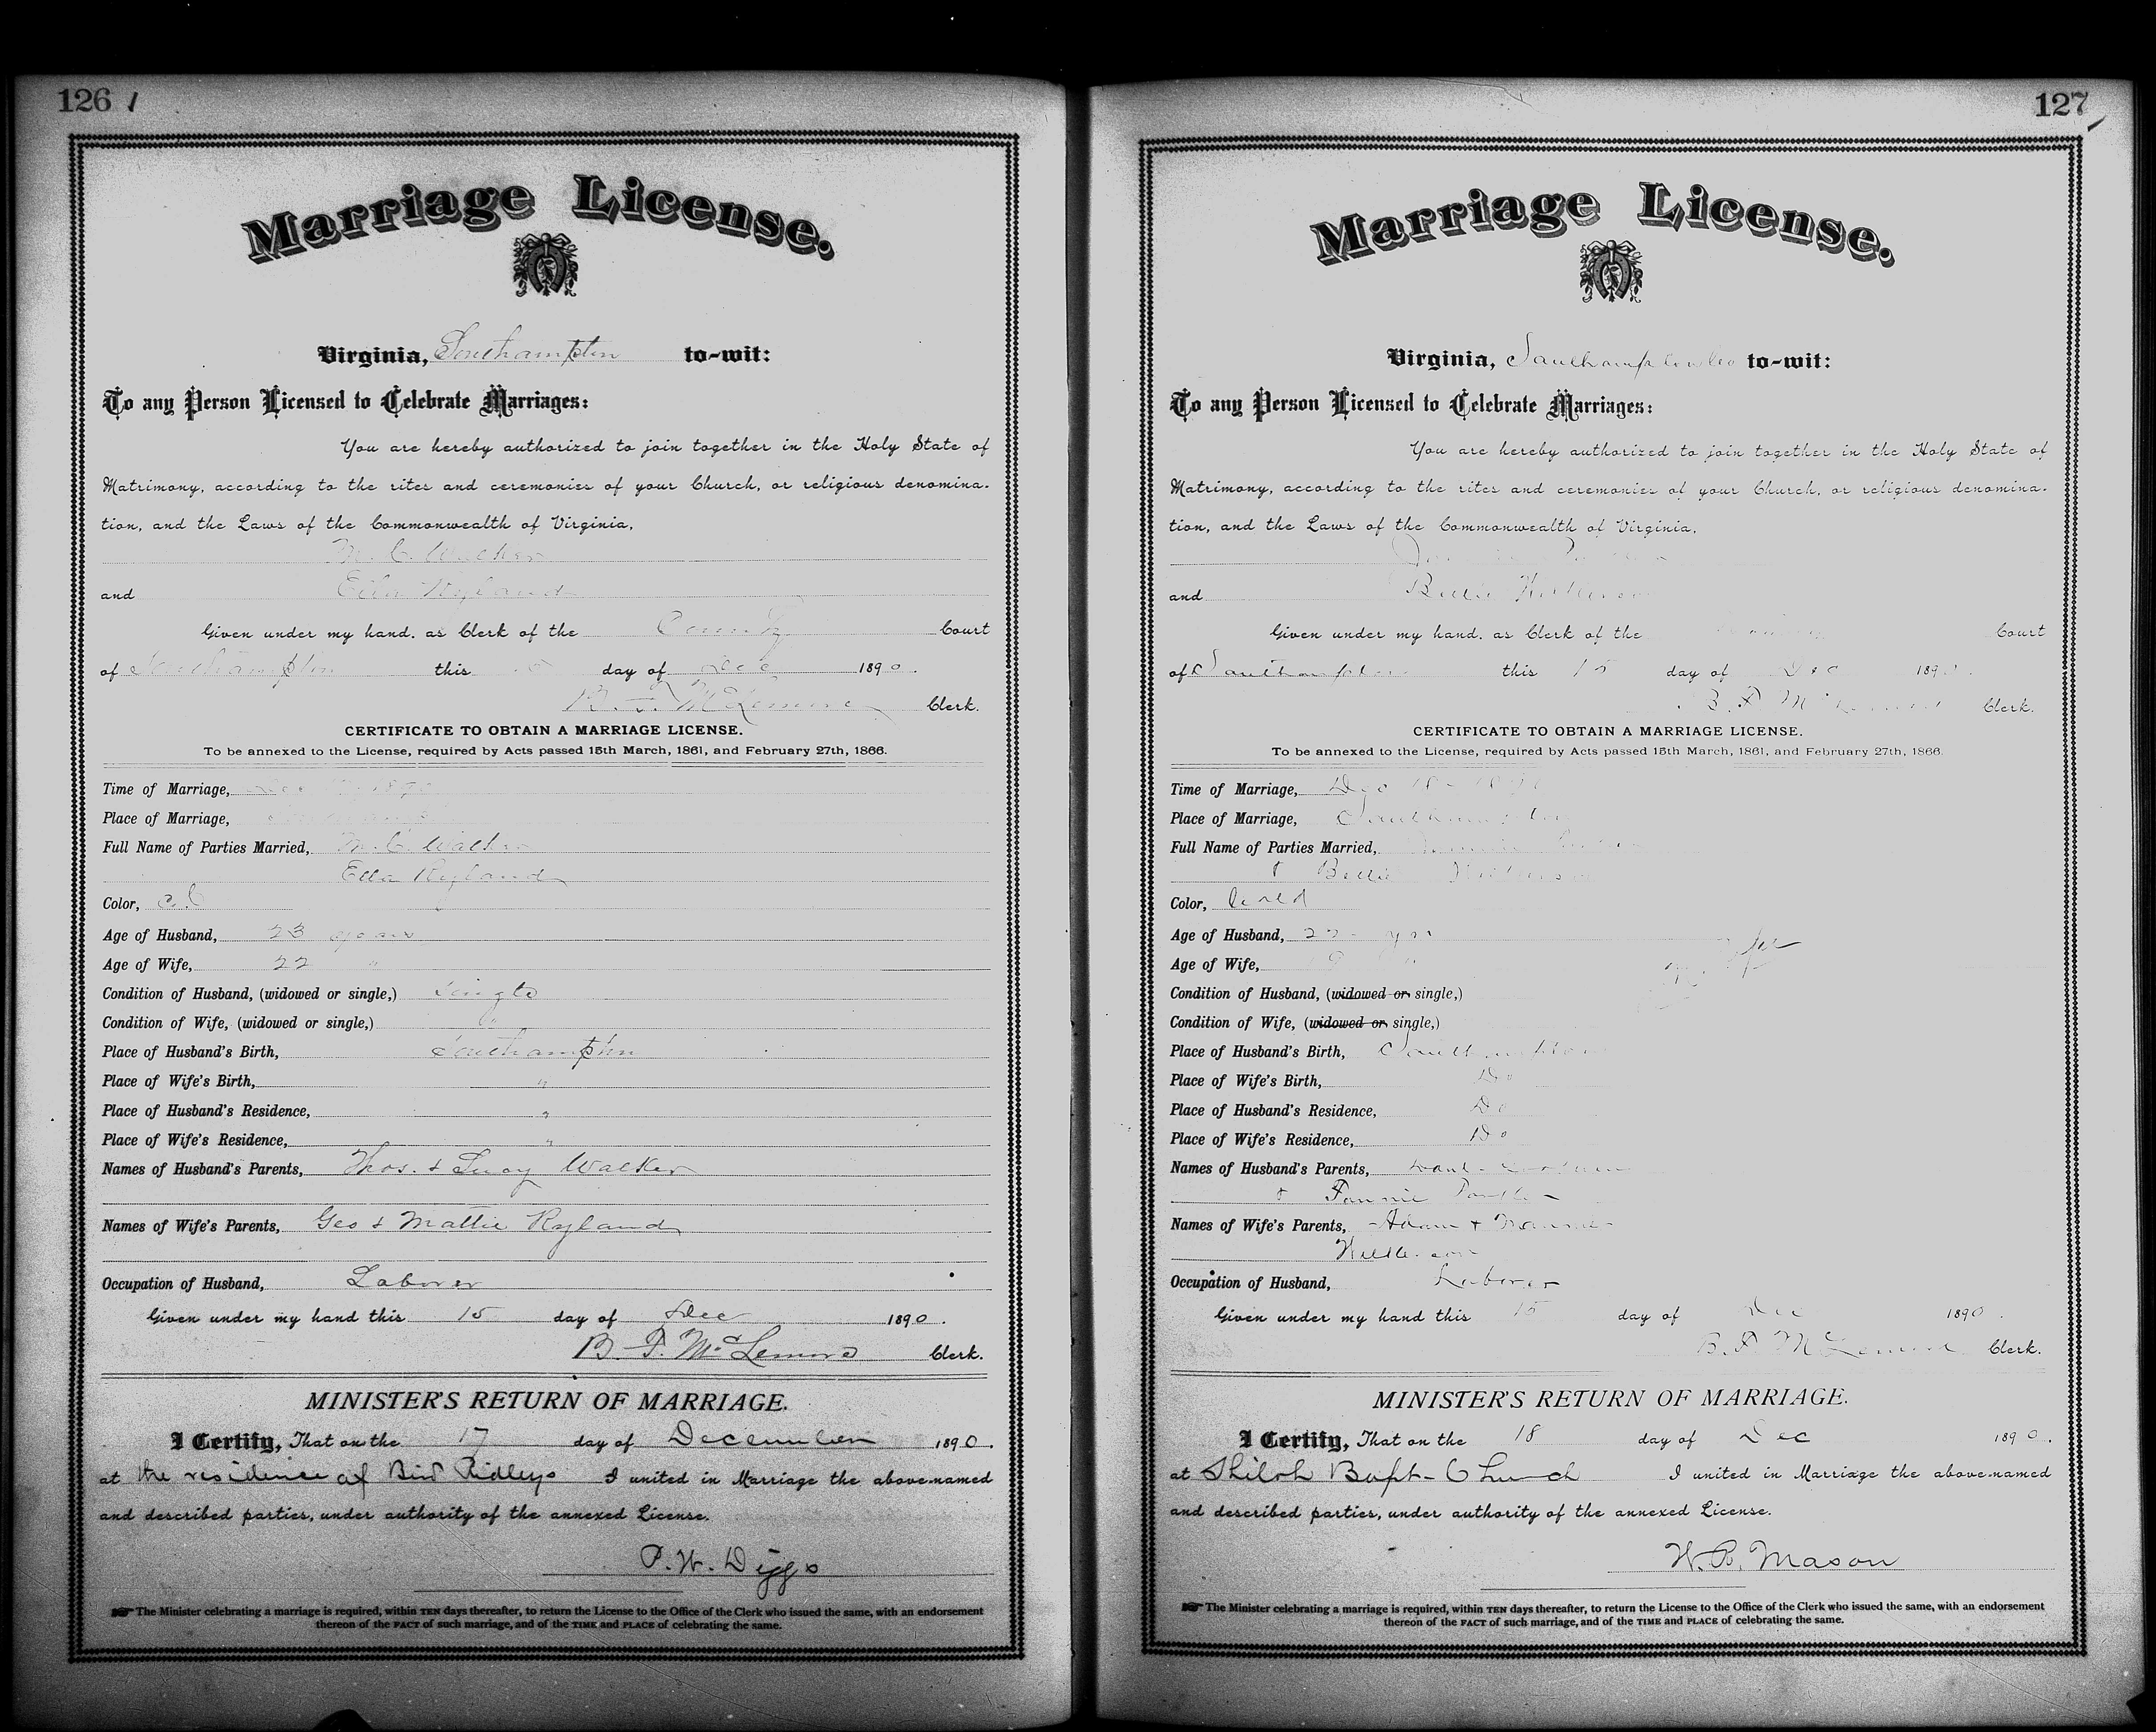 126
Marriage License.
Virginia, Southampton to-wit:
To any Person Licensed to Celebrate Marriages:
You are hereby authorized to join together in the Holy State of
Matrimony, according to the rites and ceremonies of your Church, or religious denomina-
tion, and the Laws of the Commonwealth of Virginia,
M. C. Walker
and Ella Ryland
Given under my hand, as Clerk of the County Court
of Southampton this day of Dec 1890.
B. F. McLemore Clerk.
CERTIFICATE TO OBTAIN A MARRIAGE LICENSE.
To be annexed to the License, required by Acts passed 15th March, 1861, and February 27th, 1866.
Time of Marriage,
Place of Marriage,
Full Name of Parties Married, M. C. Walker
Ella Ryland
Color,
Age of Husband, 23 years
Age of Wife, 22 "
Condition of Husband, (widowed or single,) Single
Condition of Wife, (widowed or single,) "
Place of Husband's Birth, Southampton
Place of Wife's Birth, "
Place of Husband's Residence, "
Place of Wife's Residence, "
Names of Husband's Parents, Thos. & Lucy Walker
Names of Wife's Parents, Geo & Mattie Ryland
Occupation of Husband, Laborer
Given under my hand this 15 day of Dec 1890.
B. F. McLemore Clerk.
MINISTER'S RETURN OF MARRIAGE.
I Certify, That on the 17 day of December 1890.
at the residence of Ridleys I united in Marriage the above-named
and described parties, under authority of the annexed License.
P. W. Diggs
The Minister celebrating a marriage is required, within TEN days thereafter, to return the License to the Office of the Clerk who issued the same, with an endorsement
thereon of the FACT of such marriage, and of the TIME and PLACE of celebrating the same.
127
Marriage License.
Virginia, Southampton Co to-wit:
To any Person Licensed to Celebrate Marriages:
You are hereby authorized to join together in the Holy State of
Matrimony, according to the rites and ceremonies of your Church, or religious denomina-
tion, and the Laws of the Commonwealth of Virginia,
and
Given under my hand, as Clerk of the Court
of Southampton this 15 day of Dec 189
B. F. McLemore Clerk.
CERTIFICATE TO OBTAIN A MARRIAGE LICENSE.
To be annexed to the License, required by Acts passed 15th March, 1861, and February 27th, 1866.
Time of Marriage, Dec 18
Place of Marriage, Southampton
Full Name of Parties Married,
&
Color, Cold
Age of Husband, 22 yrs
Age of Wife,
Condition of Husband, (widowed or single,)
Condition of Wife, (widowed or single,)
Place of Husband's Birth, Southampton
Place of Wife's Birth, Do
Place of Husband's Residence, Do
Place of Wife's Residence, Do
Names of Husband's Parents,
& Fannie
Names of Wife's Parents, Adam &
Occupation of Husband, Laborer
Given under my hand this 15 day of Dec 1890.
B. F. McLemore Clerk.
MINISTER'S RETURN OF MARRIAGE.
I Certify, That on the 18 day of Dec 1890.
at Shiloh Bapt- Church I united in Marriage the above-named
and described parties, under authority of the annexed License.
W. B. Mason
The Minister celebrating a marriage is required, within TEN days thereafter, to return the License to the Office of the Clerk who issued the same, with an endorsement
thereon of the FACT of such marriage, and of the TIME and PLACE of celebrating the same.